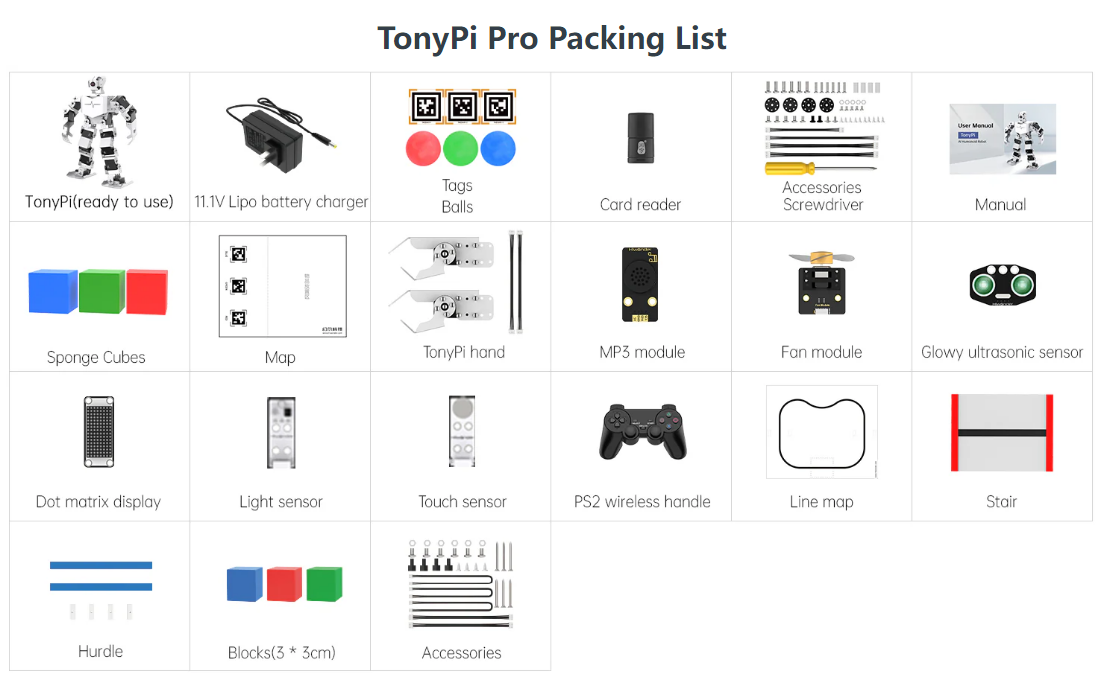 TonyPi Pro Packing List
TonyPi(ready to use)
11.1V Lipo battery charger
Tags
Balls
Card reader
Accessories
Screwdriver
User Manual
TonyPi
Manual
Sponge Cubes
Map
TonyPi hand
MP3 module
Fan module
Glowy ultrasonic sensor
Dot matrix display
Light sensor
Touch sensor
PS2 wireless handle
Line map
Stair
Hurdle
Blocks(3 * 3cm)
Accessories